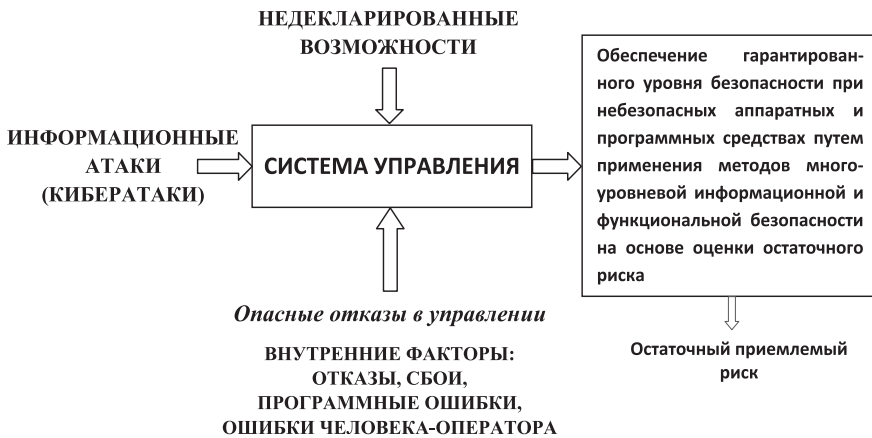 НЕДЕКЛАРИРОВАННЫЕ
ВОЗМОЖНОСТИ
ИНФОРМАЦИОННЫЕ
АТАКИ
(КИБЕРАТАКИ)
СИСТЕМА УПРАВЛЕНИЯ
Обеспечение гарантирован-
ного уровня безопасности при
небезопасных аппаратных и
программных средствах путем
применения методов много-
уровневой информационной и
функциональной безопасности
на основе оценки остаточного
риска
Опасные отказы в управлении
ВНУТРЕННИЕ ФАКТОРЫ:
ОТКАЗЫ, СБОИ,
ПРОГРАММНЫЕ ОШИБКИ,
ОШИБКИ ЧЕЛОВЕКА-ОПЕРАТОРА
Остаточный приемлемый
риск